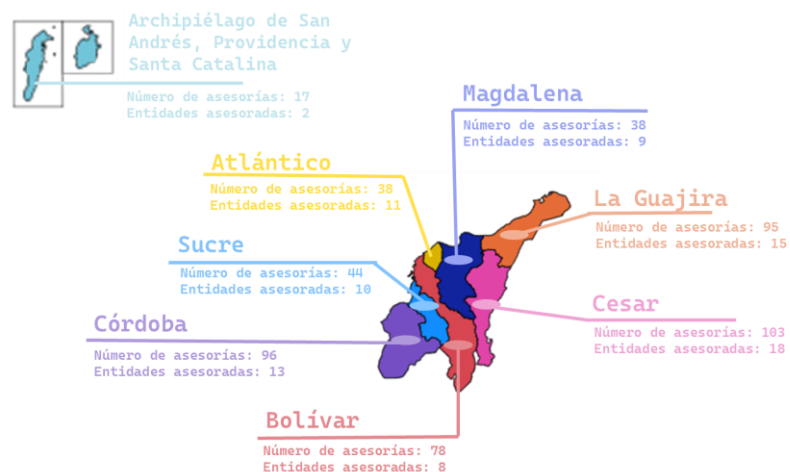 Archipiélago de San
Andrés, Providencia y
Santa Catalina
Número de asesorías: 17
Entidades asesoradas: 2
Magdalena
Número de asesorías: 38
Entidades asesoradas: 9
Atlántico
Número de asesorías: 38
Entidades asesoradas: 11
La Guajira
Número de asesorías: 95
Entidades asesoradas: 15
Sucre
Número de asesorías: 44
Entidades asesoradas: 10
Cesar
Número de asesorías: 103
Entidades asesoradas: 18
Córdoba
Número de asesorías: 96
Entidades asesoradas: 13
Bolívar
Número de asesorías: 78
Entidades asesoradas: 8